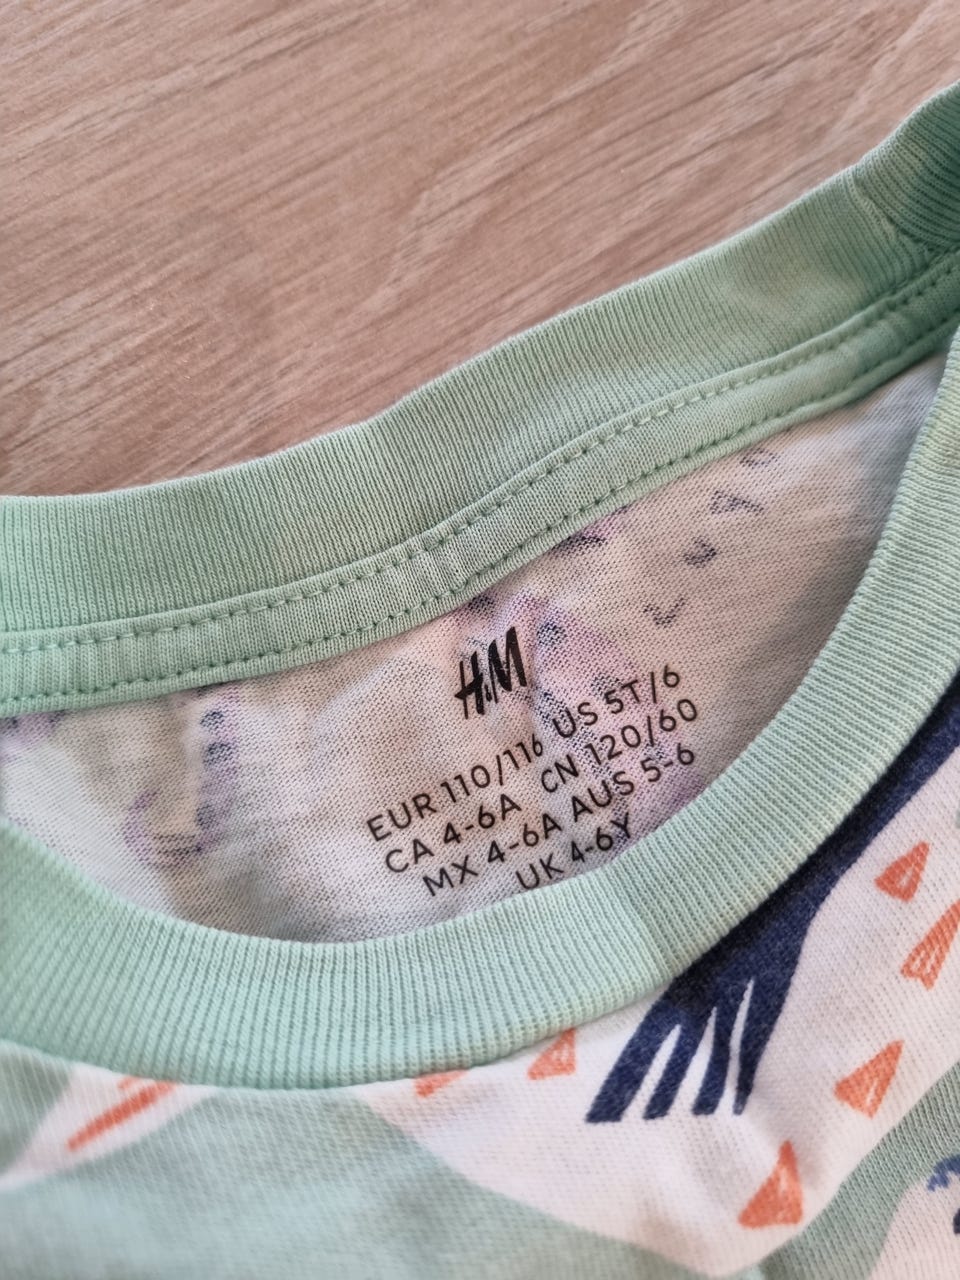 H&M
EUR 110/116 US 5T/6
CA 4-6A CN 120/60
MX 4-6A AUS 5-6
UK 4-6Y